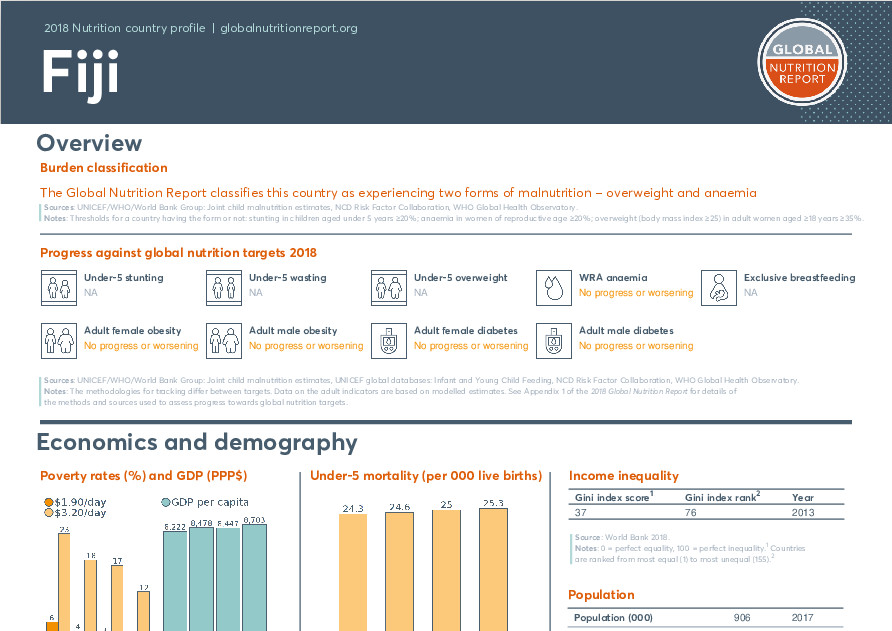 2018 Nutrition country profile | globalnutritionreport.org
Fiji
GLOBAL
NUTRITION
REPORT
Overview
Burden classification
The Global Nutrition Report classifies this country as experiencing two forms of malnutrition – overweight and anaemia
Sources: UNICEF/WHO/World Bank Group: Joint child malnutrition estimates, NCD Risk Factor Collaboration, WHO Global Health Observatory.
Notes: Thresholds for a country having the form or not: stunting in children aged under 5 years ≥20%; anaemia in women of reproductive age ≥20%; overweight (body mass index ≥25) in adult women aged ≥18 years ≥35%.
Progress against global nutrition targets 2018
Under-5 stunting
NA
Under-5 wasting
NA
Under-5 overweight
NA
WRA anaemia
No progress or worsening
Exclusive breastfeeding
NA
Adult female obesity
No progress or worsening
Adult male obesity
No progress or worsening
Adult female diabetes
No progress or worsening
Adult male diabetes
No progress or worsening
Sources: UNICEF/WHO/World Bank Group: Joint child malnutrition estimates, UNICEF global databases: Infant and Young Child Feeding, NCD Risk Factor Collaboration, WHO Global Health Observatory.
Notes: The methodologies for tracking differ between targets. Data on the adult indicators are based on modelled estimates. See Appendix 1 of the 2018 Global Nutrition Report for details of
the methods and sources used to assess progress towards global nutrition targets.
Economics and demography
Poverty rates (%) and GDP (PPP$)
$1.90/day
$3.20/day
GDP per capita
6 23 4 18 1 17 12
8,222 8,478 8,447 8,703
Under-5 mortality (per 000 live births)
24.3 24.6 25 25.3
Income inequality
Gini index score1 Gini index rank2 Year
37 76 2013
Source: World Bank 2018.
Notes: 0 = perfect equality, 100 = perfect inequality.1 Countries
are ranked from most equal (1) to most unequal (155).2
Population
Population (000) 906 2017